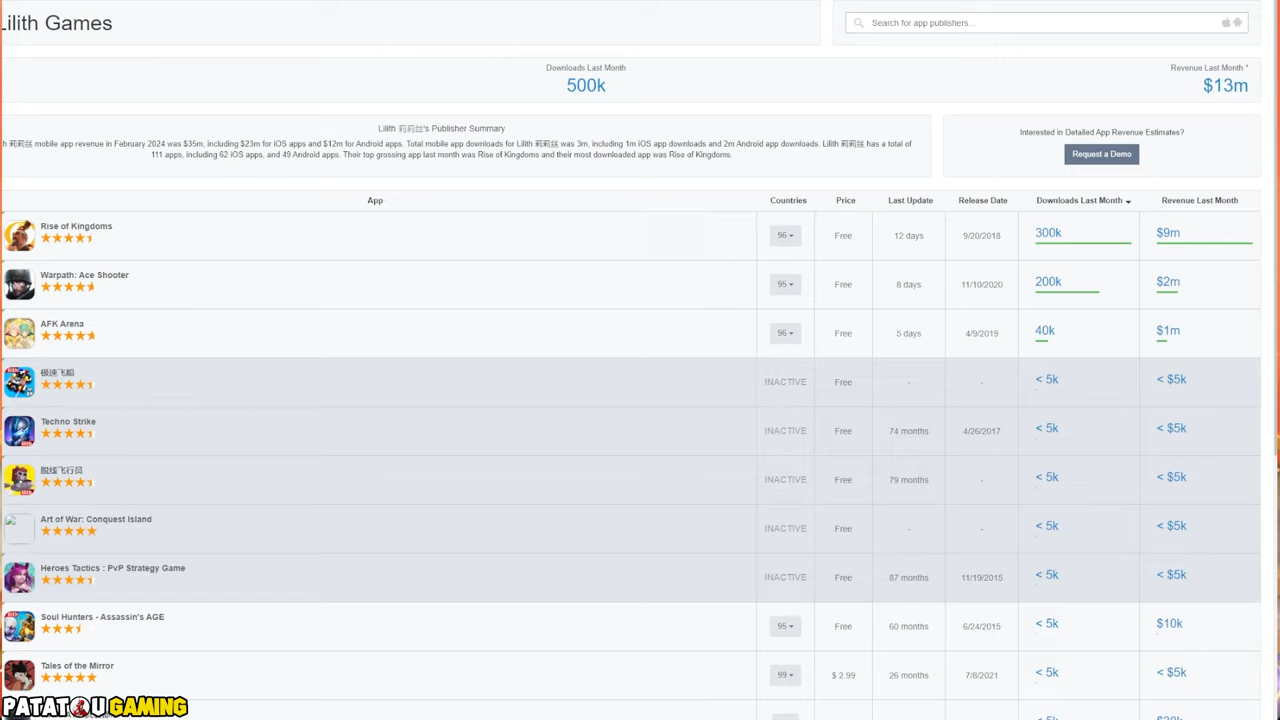 Lilith Games
Search for app publishers...
Downloads Last Month
500k
Revenue Last Month *
$13m
Lilith 莉莉丝's Publisher Summary
h 莉莉丝 mobile app revenue in February 2024 was $35m, including $23m for iOS apps and $12m for Android apps. Total mobile app downloads for Lilith 莉莉丝 was 3m, including 1m iOS app downloads and 2m Android app downloads. Lilith 莉莉丝 has a total of
111 apps, including 62 iOS apps, and 49 Android apps. Their top grossing app last month was Rise of Kingdoms and their most downloaded app was Rise of Kingdoms.
Interested in Detailed App Revenue Estimates?
Request a Demo
App Countries Price Last Update Release Date Downloads Last Month Revenue Last Month
Rise of Kingdoms
96 Free 12 days 9/20/2018 300k $9m
Warpath: Ace Shooter
95 Free 8 days 11/10/2020 200k $2m
AFK Arena
96 Free 5 days 4/9/2019 40k $1m
极速飞船
INACTIVE Free - - < 5k < $5k
Techno Strike
INACTIVE Free 74 months 4/26/2017 < 5k < $5k
脱线飞行员
INACTIVE Free 79 months - < 5k < $5k
Art of War: Conquest Island
INACTIVE Free - - < 5k < $5k
Heroes Tactics : PvP Strategy Game
INACTIVE Free 87 months 11/19/2015 < 5k < $5k
Soul Hunters - Assassin's AGE
95 Free 60 months 6/24/2015 < 5k $10k
Tales of the Mirror
99 $ 2.99 26 months 7/8/2021 < 5k < $5k
PATATOU GAMING